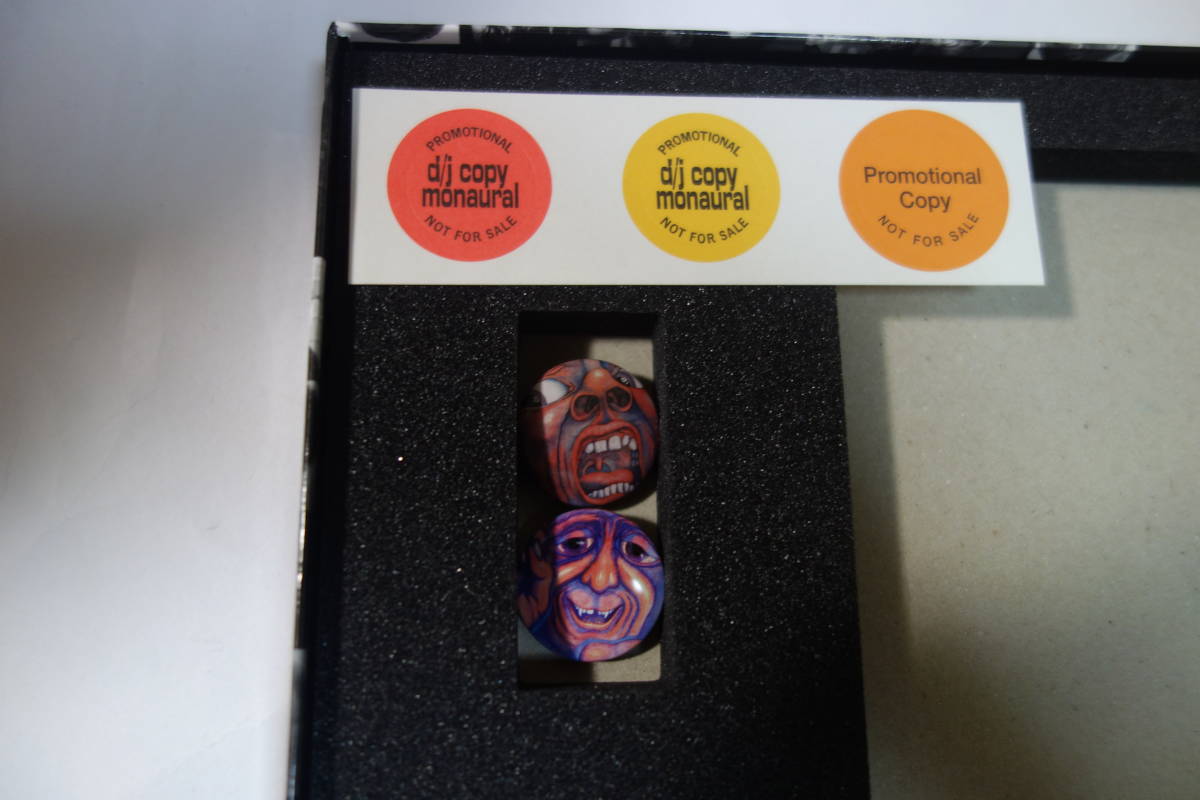 PROMOTIONAL
d/j copy
monaural
NOT FOR SALE
PROMOTIONAL
d/j copy
monaural
NOT FOR SALE
Promotional
Copy
NOT FOR SALE